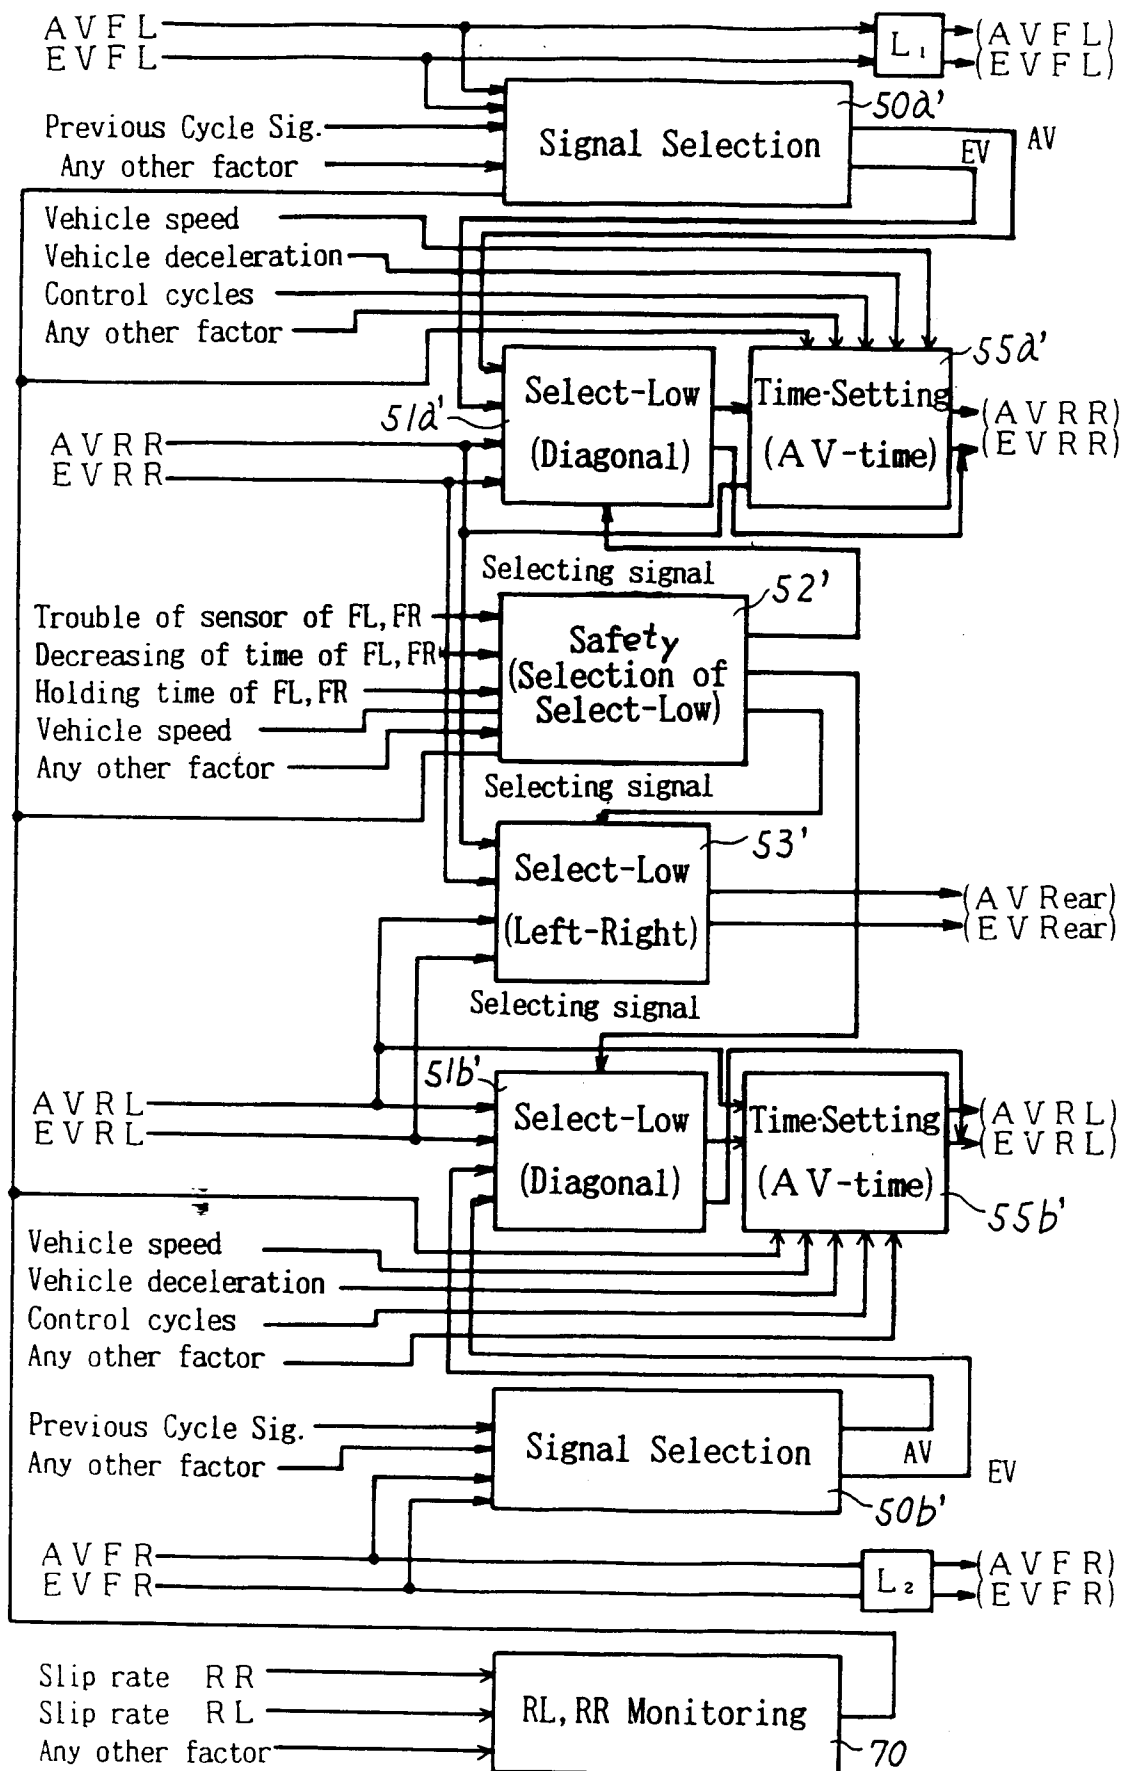 AVFL
EVFL
L1
(AVFL)
(EVFL)
50a'
Previous Cycle Sig.
Any other factor
Signal Selection
EV
AV
Vehicle speed
Vehicle deceleration
Control cycles
Any other factor
55a'
51a'
Select-Low
(Diagonal)
Time-Setting
(AV-time)
(AVRR)
(EVRR)
AVRR
EVRR
Selecting signal
52'
Trouble of sensor of FL,FR
Decreasing of time of FL,FR
Holding time of FL,FR
Vehicle speed
Any other factor
Safety
(Selection of
Select-Low)
Selecting signal
53'
Select-Low
(Left-Right)
(AVRear)
(EVRear)
Selecting signal
51b'
AVRL
EVRL
Select-Low
(Diagonal)
Time-Setting
(AV-time)
(AVRL)
(EVRL)
55b'
Vehicle speed
Vehicle deceleration
Control cycles
Any other factor
Previous Cycle Sig.
Any other factor
Signal Selection
AV
EV
50b'
AVFR
EVFR
L2
(AVFR)
(EVFR)
Slip rate RR
Slip rate RL
Any other factor
RL,RR Monitoring
70